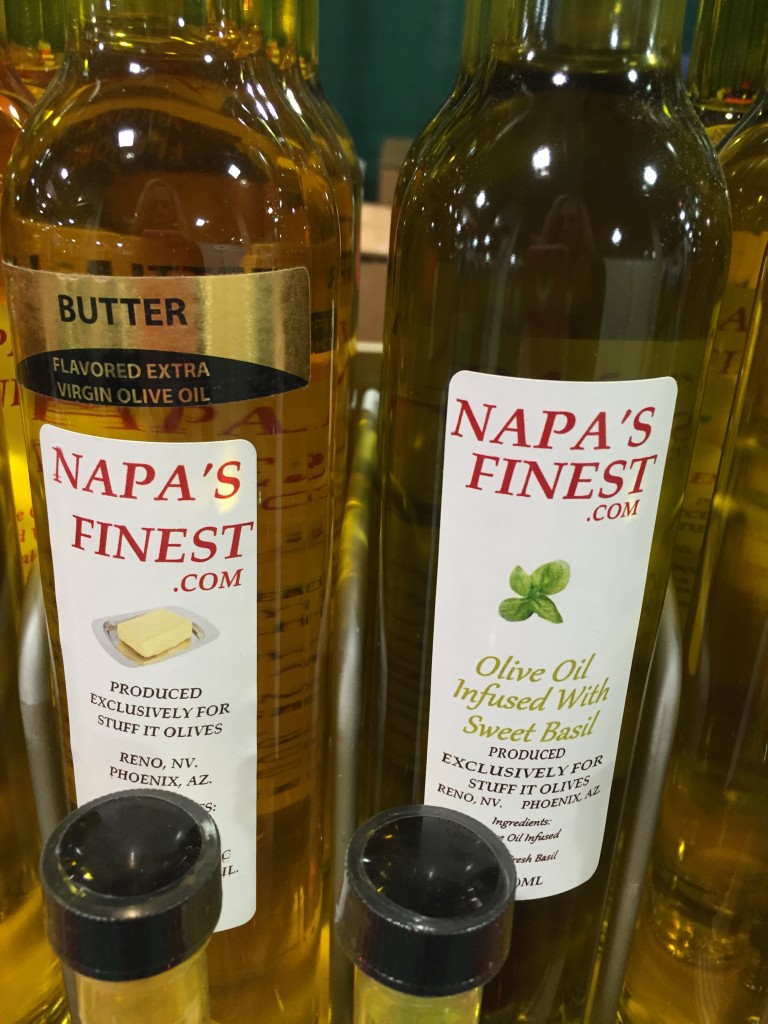 BUTTER
FLAVORED EXTRA
VIRGIN OLIVE OIL
NAPA'S
FINEST
.COM
PRODUCED
EXCLUSIVELY FOR
STUFF IT OLIVES
RENO, NV.
PHOENIX, AZ.
NAPA'S
FINEST
.COM
Olive Oil
Infused With
Sweet Basil
PRODUCED
EXCLUSIVELY FOR
STUFF IT OLIVES
RENO, NV. PHOENIX, AZ.
Ingredients:
Oil Infused
Basil